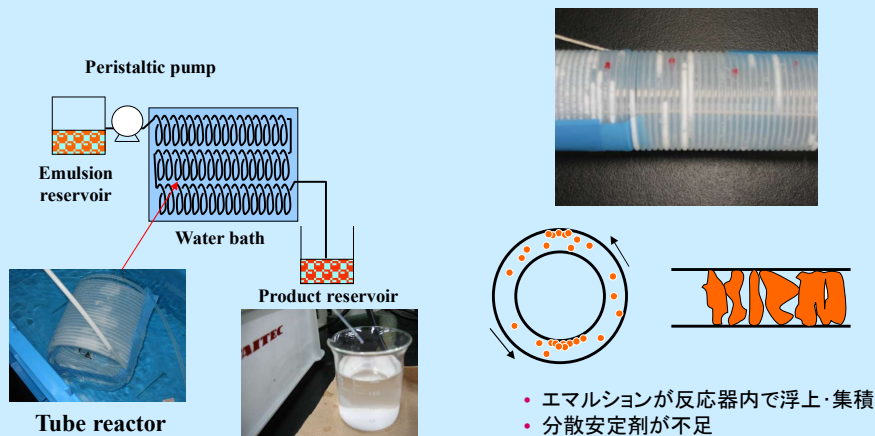 Peristaltic pump
Emulsion
reservoir
Water bath
Product reservoir
AITEC
Tube reactor
• エマルションが反応器内で浮上・集積
• 分散安定剤が不足